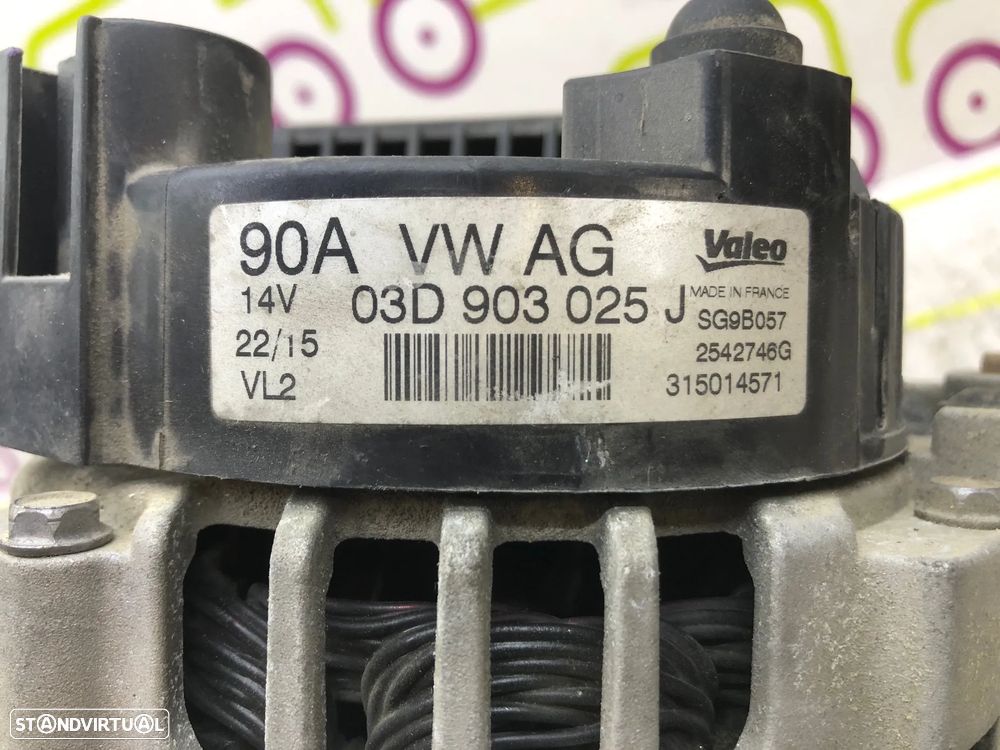 90A VW AG
Valeo
14V 03D 903 025 J
MADE IN FRANCE
SG9B057
22/15
2542746G
VL2
315014571
STANDVIRTUAL